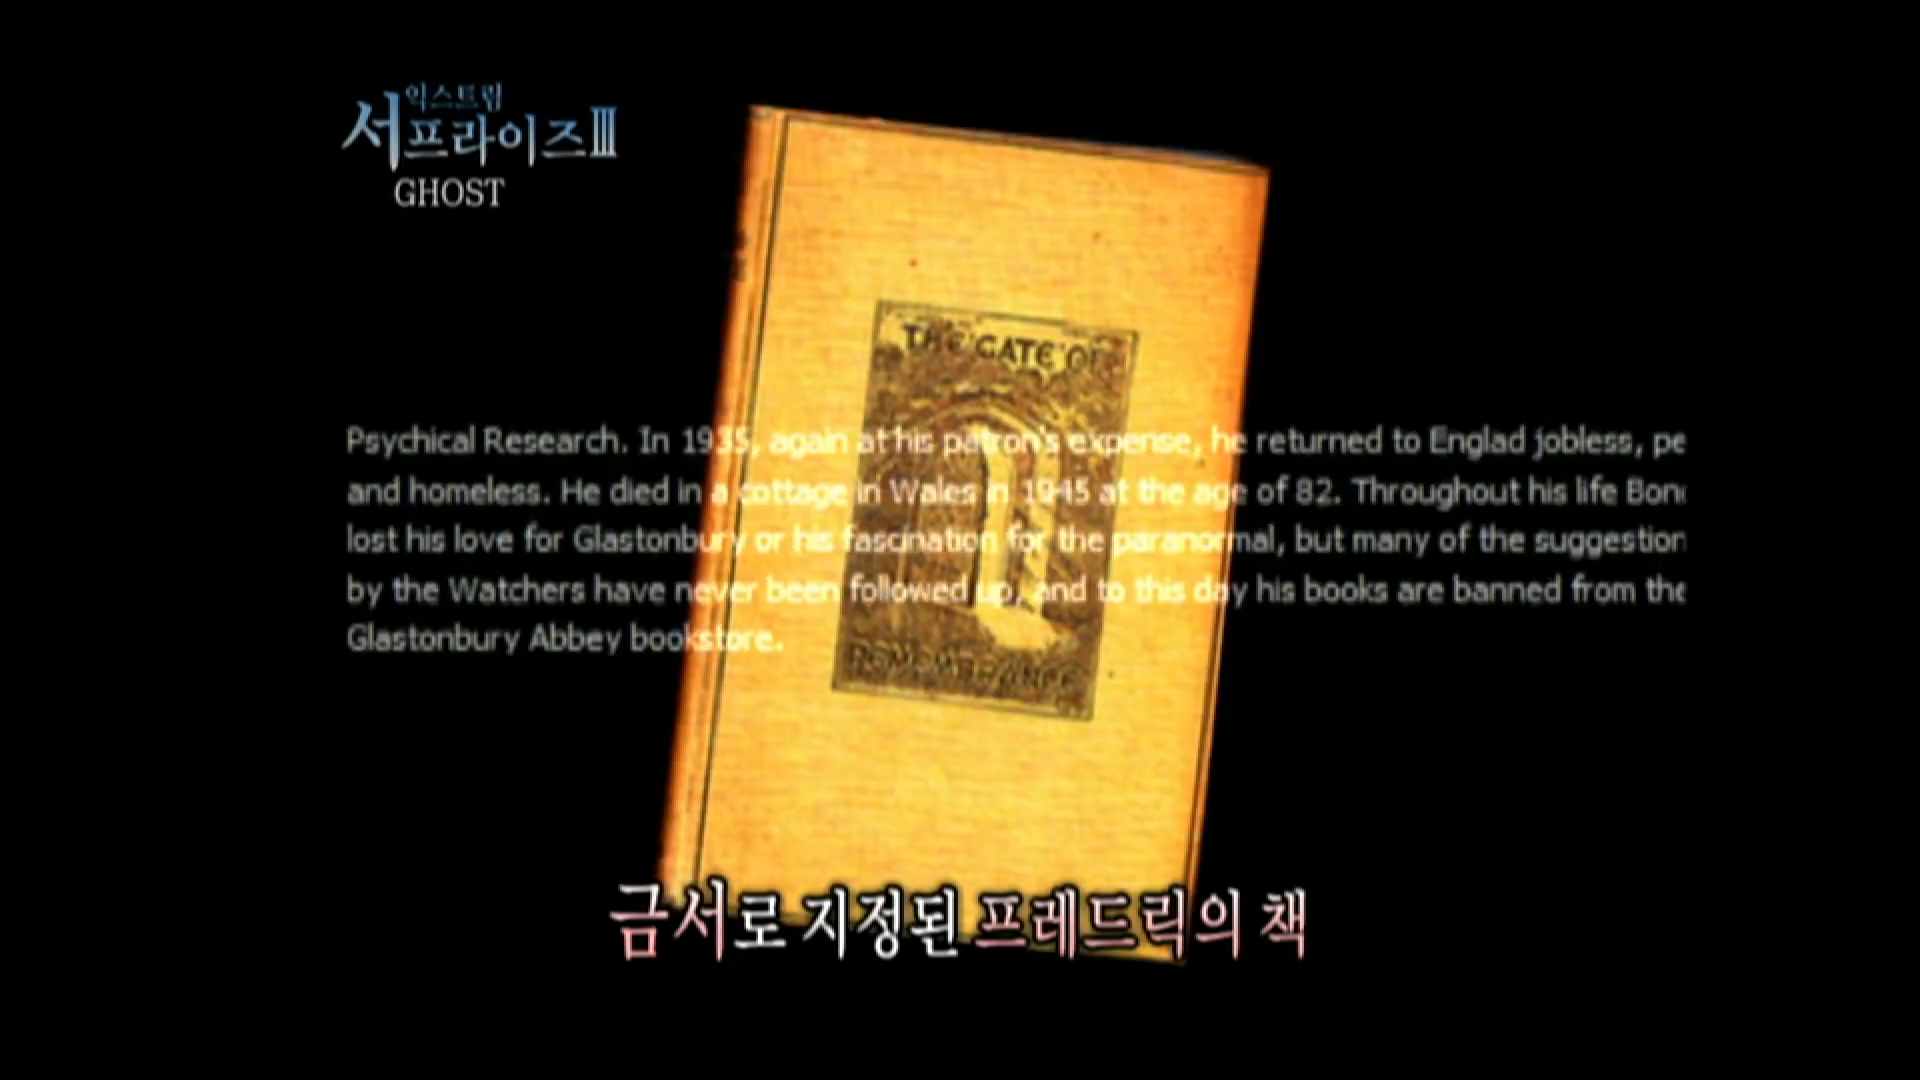 익스트림
서프라이즈Ⅲ
GHOST
THE GATE OF
Psychical Research. In 1935, again at his patron's expense, he returned to Englad jobless, pe
and homeless. He died in a cottage in Wales in 1945 at the age of 82. Throughout his life Bon
lost his love for Glastonbury or his fascination for the paranormal, but many of the suggestion
by the Watchers have never been followed up, and to this day his books are banned from the
Glastonbury Abbey bookstore.
REMEMBRANCE
금서로 지정된 프레드릭의 책